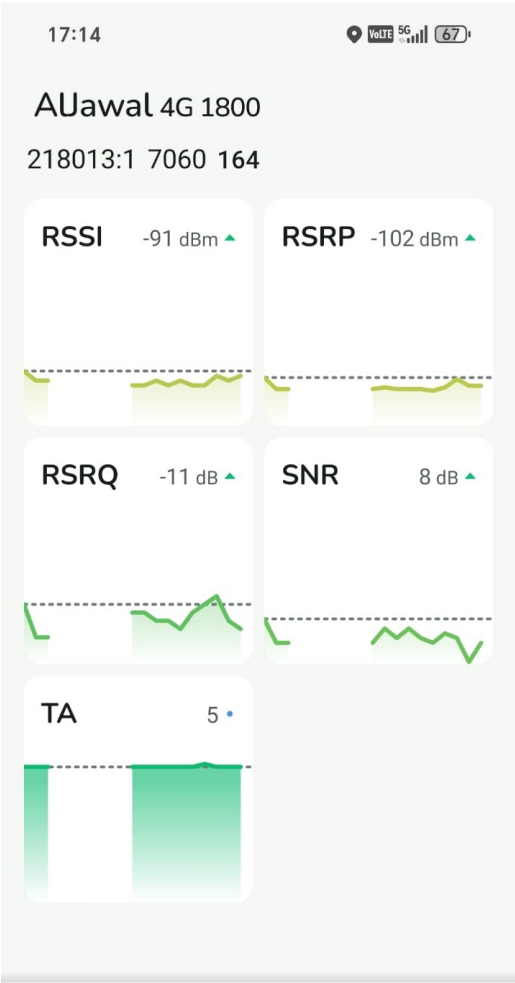 17:14 VoLTE 5G 67
AUawal 4G 1800
218013:1 7060 164
RSSI -91 dBm
RSRP -102 dBm
RSRQ -11 dB
SNR 8 dB
TA 5